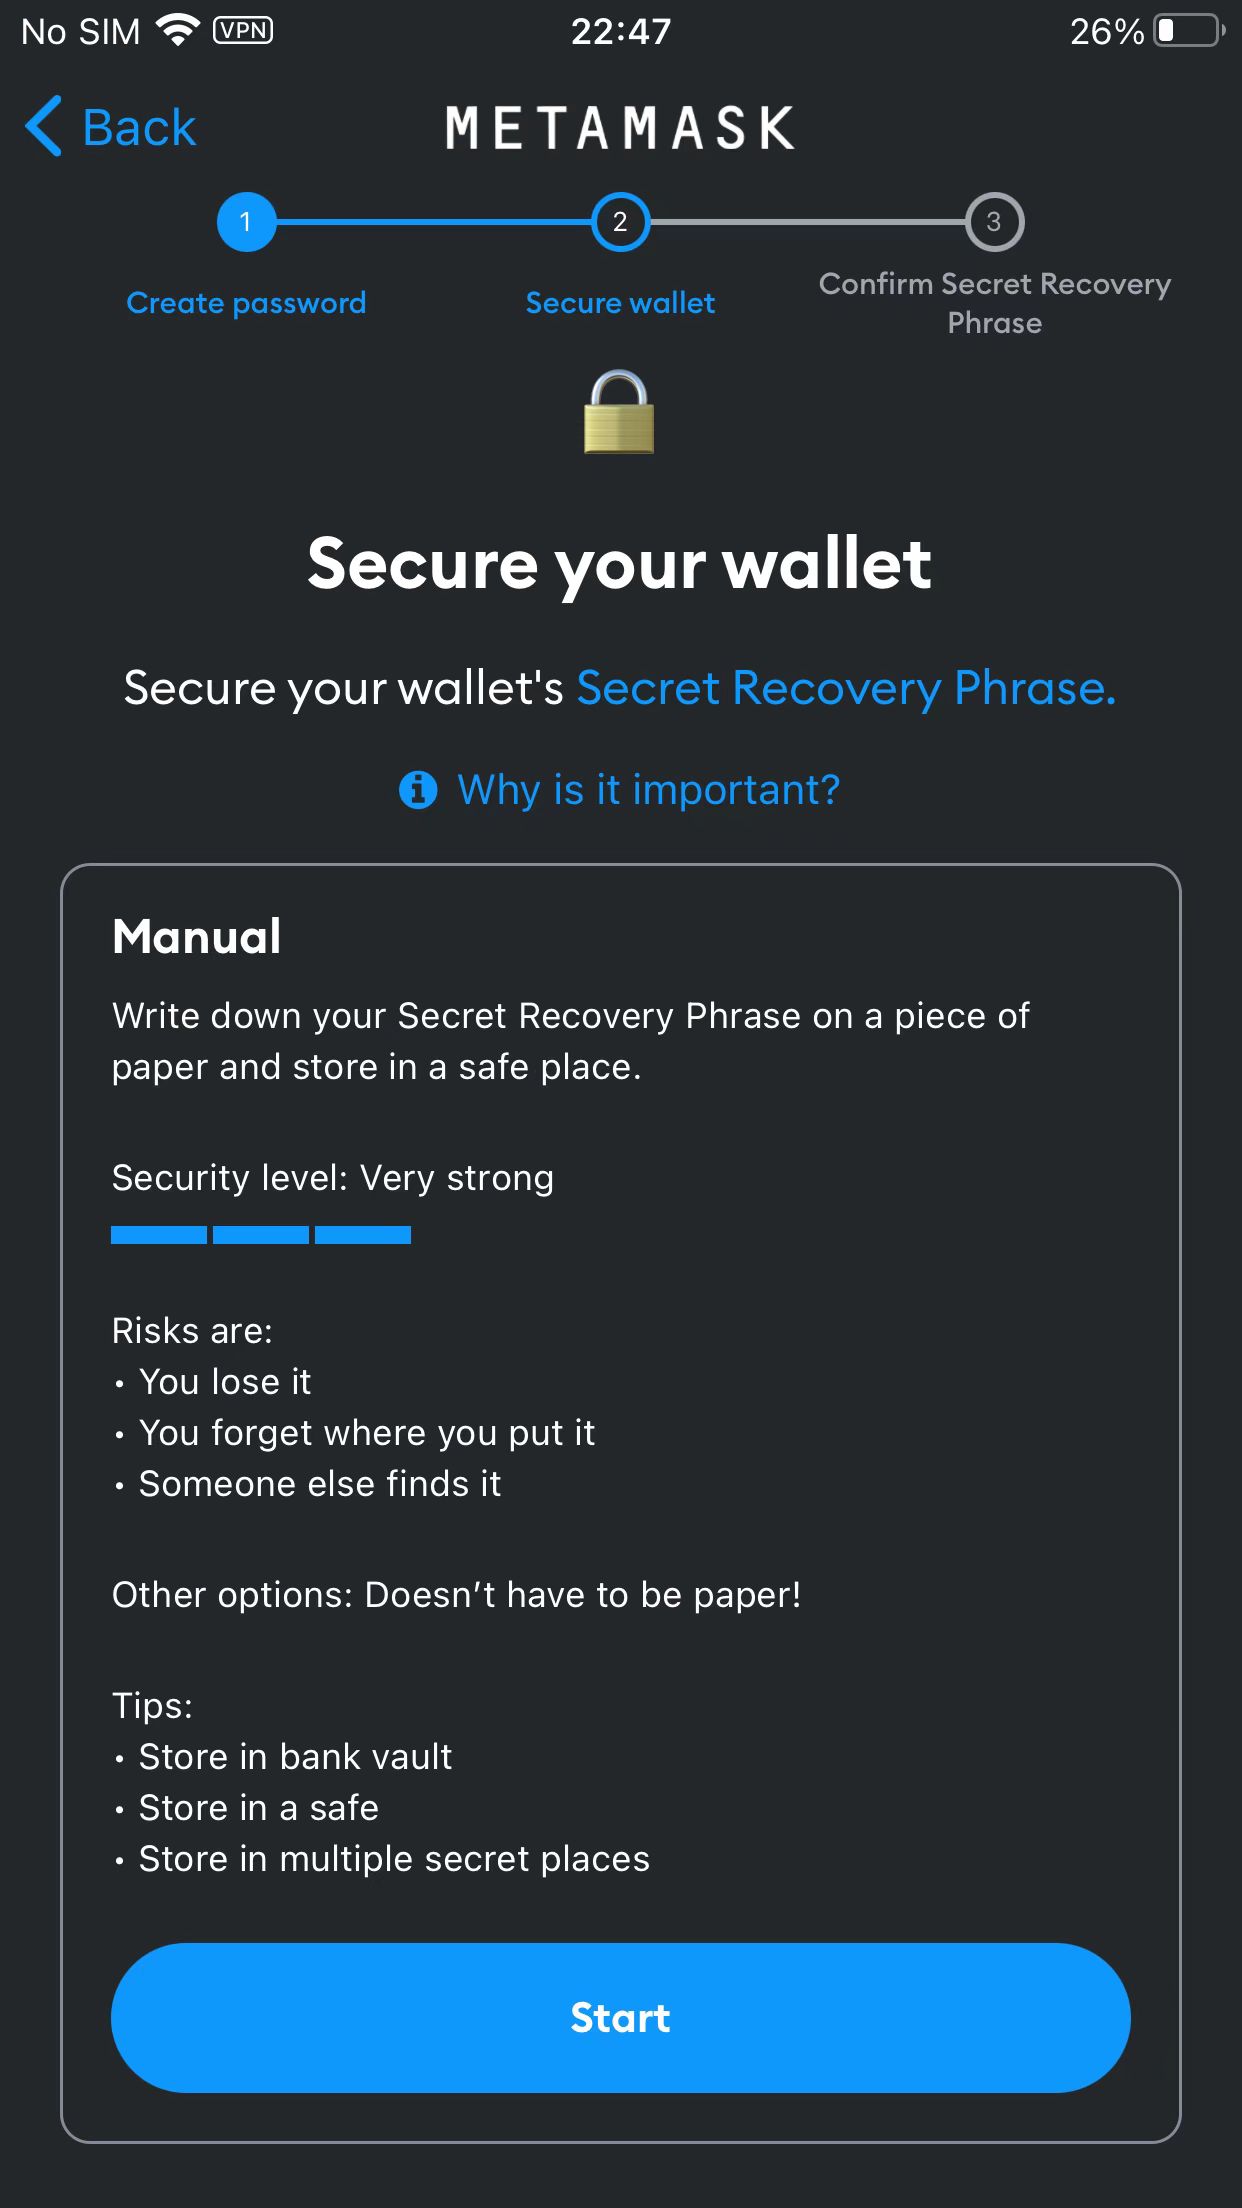 No SIM VPN 22:47 26%
Back METAMASK
1 2 3
Create password Secure wallet Confirm Secret Recovery
Phrase
Secure your wallet
Secure your wallet's Secret Recovery Phrase.
Why is it important?
Manual
Write down your Secret Recovery Phrase on a piece of
paper and store in a safe place.
Security level: Very strong
Risks are:
• You lose it
• You forget where you put it
• Someone else finds it
Other options: Doesn’t have to be paper!
Tips:
• Store in bank vault
• Store in a safe
• Store in multiple secret places
Start